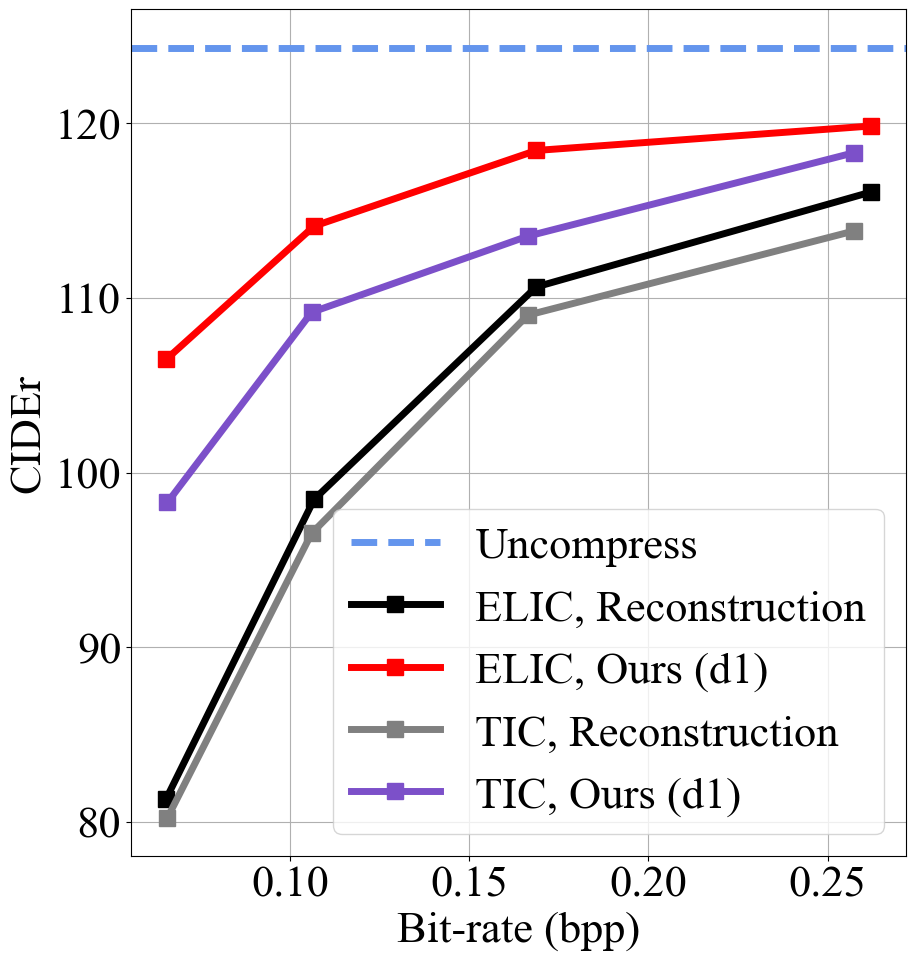 120
110
100
90
80
CIDEr
Uncompress
ELIC, Reconstruction
ELIC, Ours (d1)
TIC, Reconstruction
TIC, Ours (d1)
0.10 0.15 0.20 0.25
Bit-rate (bpp)